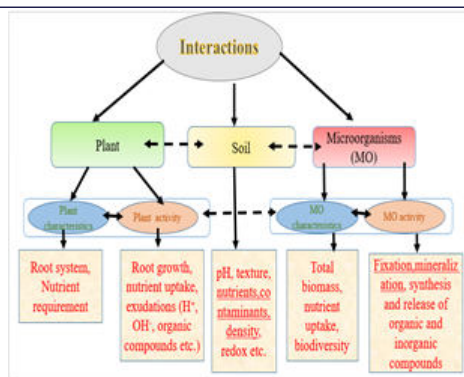 Interactions
Plant
Soil
Microorganisms
(MO)
Plant
characteristics
Plant activity
MO
characteristics
MO activity
Root system,
Nutrient
requirement
Root growth,
nutrient uptake,
exudations (H⁺,
OH⁻, organic
compounds etc.)
pH, texture,
nutrients,con
taminants,
density,
redox etc.
Total
biomass,
nutrient
uptake,
biodiversity
Fixation,mineraliz
ation, synthesis
and release of
organic and
inorganic
compounds